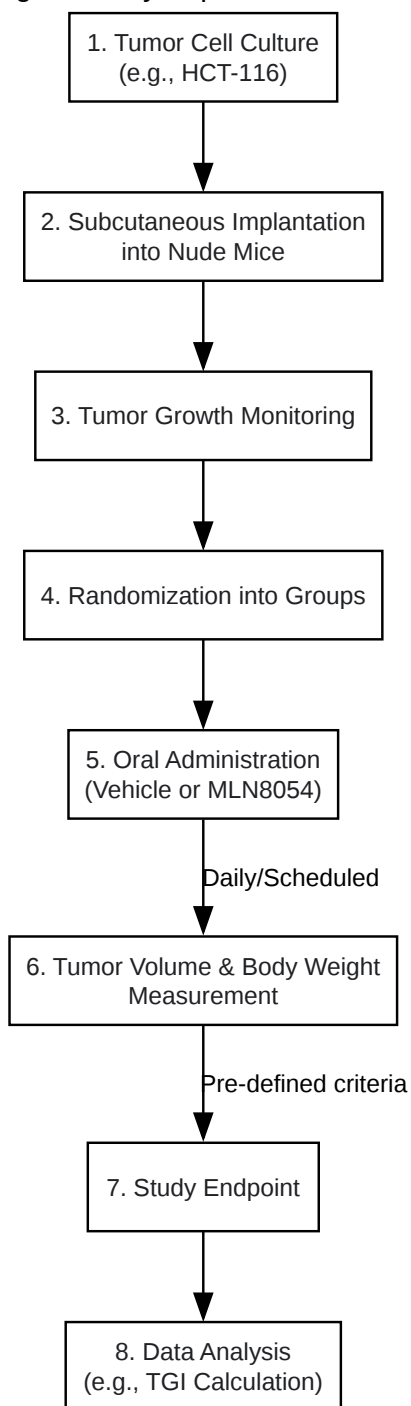 1. Tumor Cell Culture
(e.g., HCT-116)
2. Subcutaneous Implantation
into Nude Mice
3. Tumor Growth Monitoring
4. Randomization into Groups
5. Oral Administration
(Vehicle or MLN8054)
Daily/Scheduled
6. Tumor Volume & Body Weight
Measurement
Pre-defined criteria
7. Study Endpoint
8. Data Analysis
(e.g., TGI Calculation)